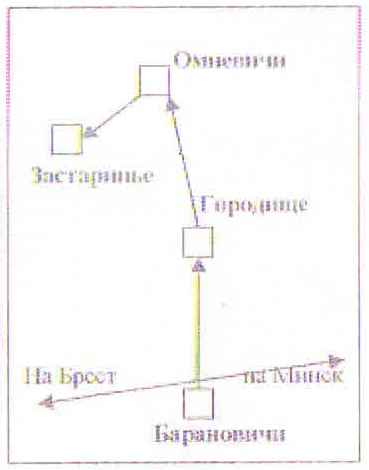 Омневичи
Застаринье
Городище
На Брест
на Минск
Барановичи